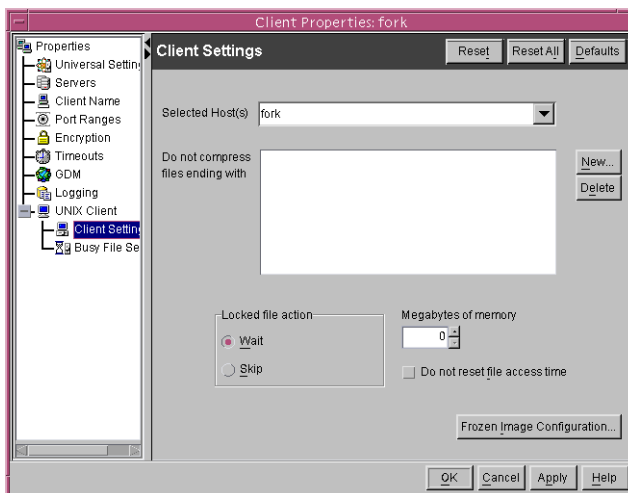 Client Properties: fork
Properties
Universal Settin
Servers
Client Name
Port Ranges
Encryption
Timeouts
GDM
Logging
UNIX Client
Client Settin
Busy File Se
Client Settings
Reset
Reset All
Defaults
Selected Host(s)
fork
Do not compress
files ending with
New...
Delete
Locked file action
Wait
Skip
Megabytes of memory
0
Do not reset file access time
Frozen Image Configuration...
OK
Cancel
Apply
Help